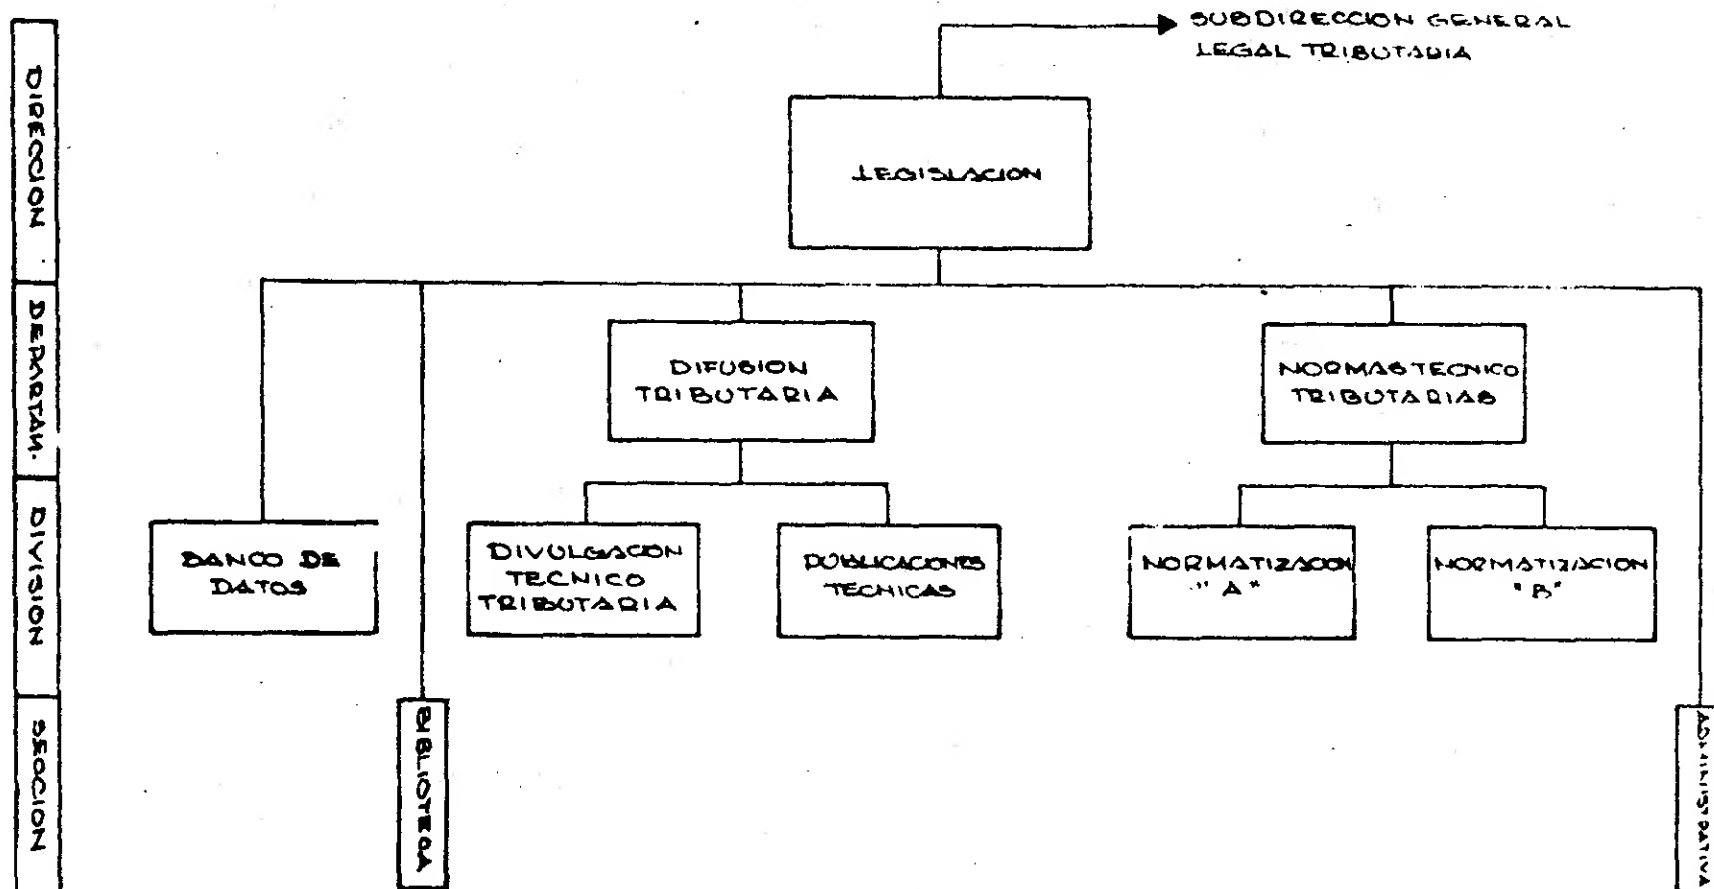 SUBDIRECCION GENERAL
LEGAL TRIBUTARIA
DIRECCION
LEGISLACION
DEPARTAM.
DIFUSION
TRIBUTARIA
NORMAS TECNICO
TRIBUTARIAS
DIVISION
BANCO DE
DATOS
DIVULGACION
TECNICO
TRIBUTARIA
PUBLICACIONES
TECNICAS
NORMATIZACION
"A"
NORMATIZACION
"B"
SECCION
BIBLIOTECA
ADMINISTRATIVA